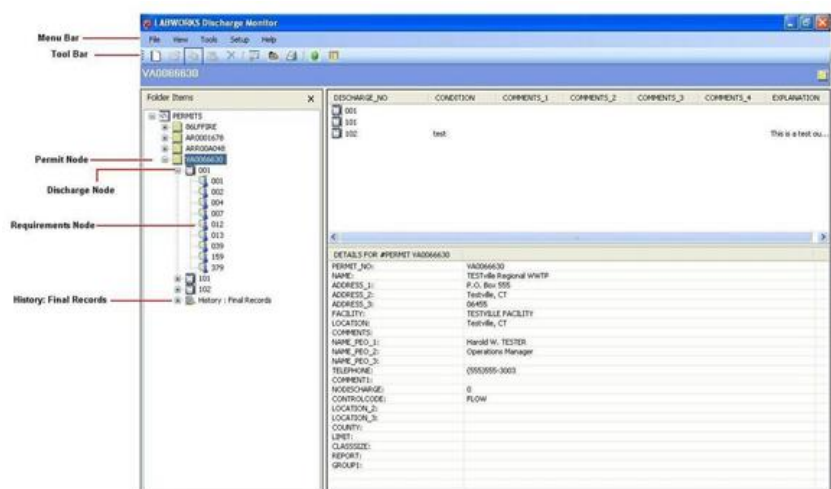 LABWORKS Discharge Monitor
Menu Bar
File View Tools Setup Help
Tool Bar
VA0066630
Folder Items X
PERMITS
06LFFIRE
AR0001678
ARR00A048
Permit Node
VA0066630
001
Discharge Node
001
002
004
007
Requirements Node
012
013
039
159
379
101
102
History: Final Records
History : Final Records
DISCHARGE_NO CONDITION COMMENTS_1 COMMENTS_2 COMMENTS_3 COMMENTS_4 EXPLANATION
001
101
102 test This is a test ou...
DETAILS FOR #PERMIT VA0066630
PERMIT_NO: VA0066630
NAME: TESTville Regional WWTP
ADDRESS_1: P.O. Box 555
ADDRESS_2: Testville, CT
ADDRESS_3: 06455
FACILITY: TESTVILLE FACILITY
LOCATION: Testville, CT
COMMENTS:
NAME_PEO_1: Harold W. TESTER
NAME_PEO_2: Operations Manager
NAME_PEO_3:
TELEPHONE: (555)555-3003
COMMENT1:
NODISCHARGE: 0
CONTROLCODE: FLOW
LOCATION_2:
LOCATION_3:
COUNTY:
LIMIT:
CLASSSIZE:
REPORT:
GROUP1: